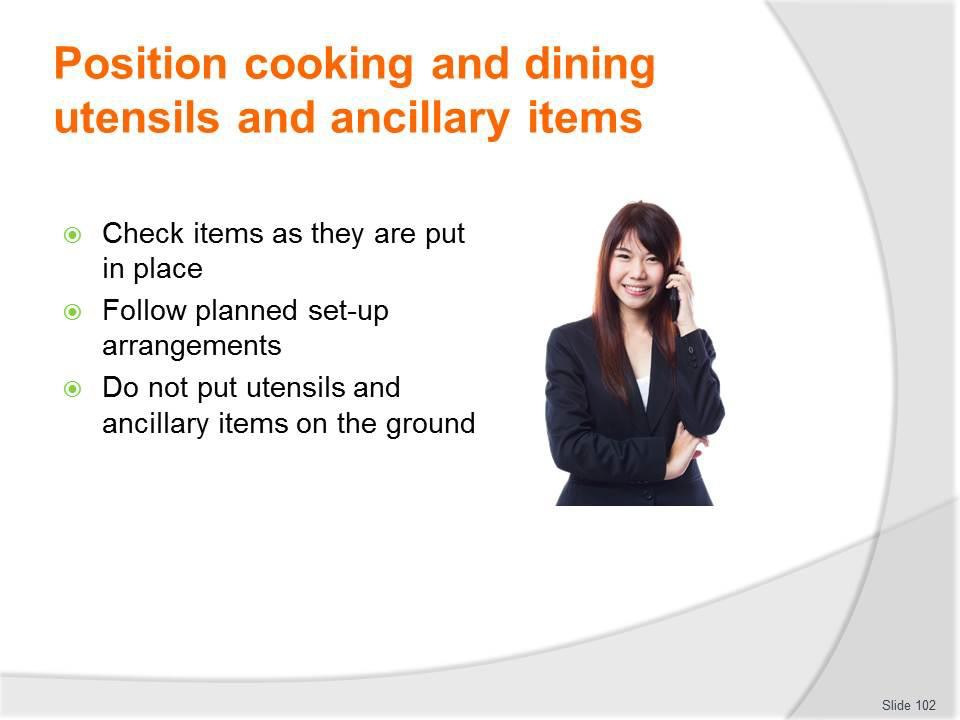 Position cooking and dining
utensils and ancillary items
Check items as they are put
in place
Follow planned set-up
arrangements
Do not put utensils and
ancillary items on the ground
Slide 102